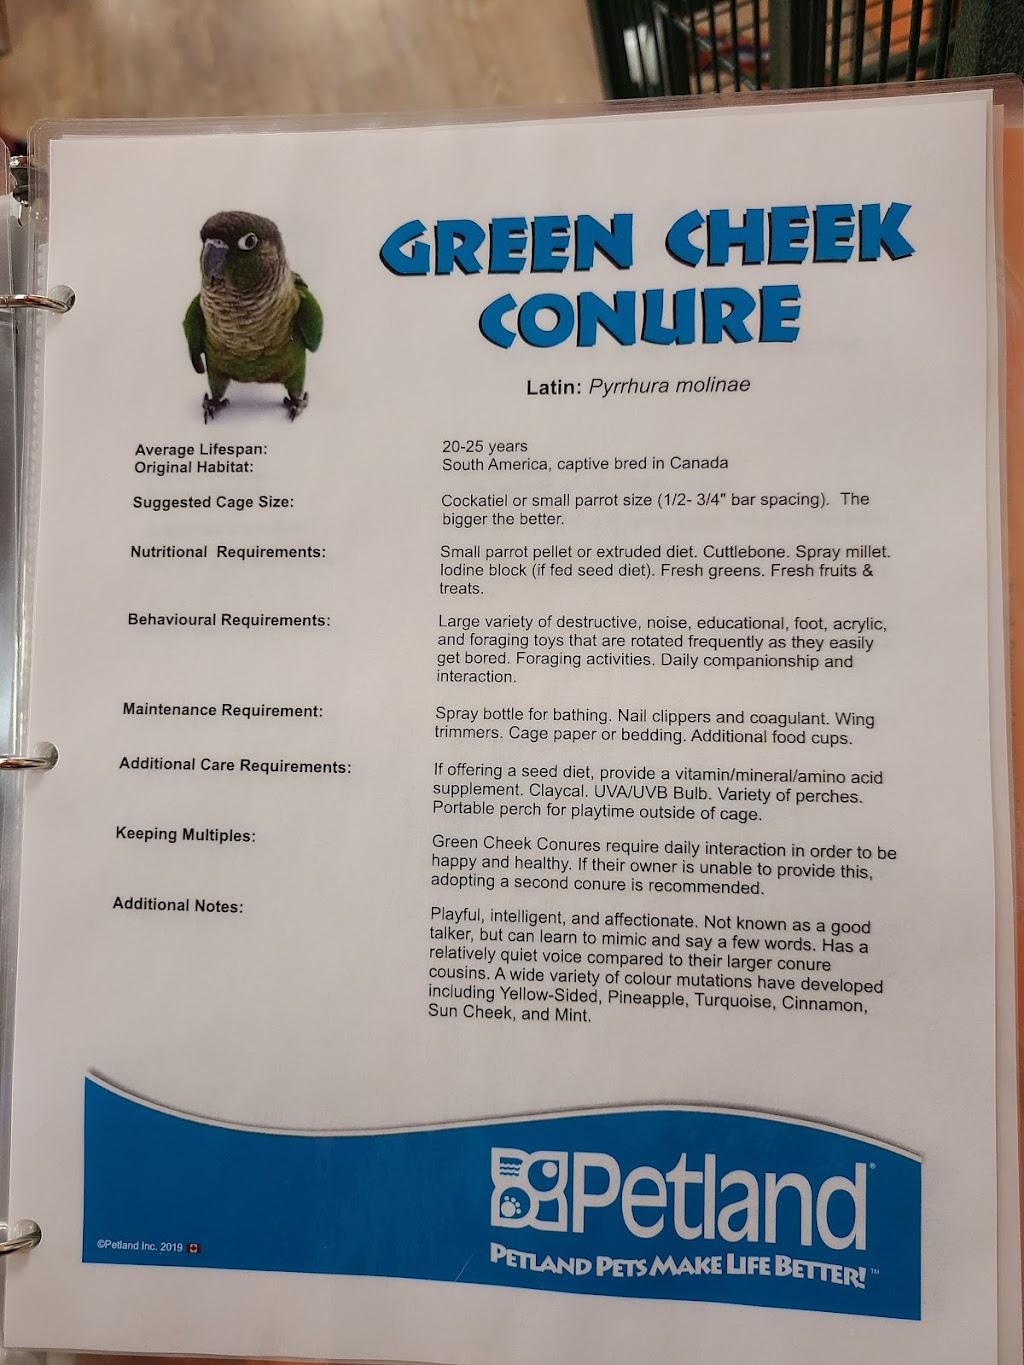 GREEN CHEEK
CONURE
Latin: Pyrrhura molinae
Average Lifespan: 20-25 years
Original Habitat: South America, captive bred in Canada
Suggested Cage Size: Cockatiel or small parrot size (1/2- 3/4" bar spacing). The
bigger the better.
Nutritional Requirements: Small parrot pellet or extruded diet. Cuttlebone. Spray millet.
Iodine block (if fed seed diet). Fresh greens. Fresh fruits &
treats.
Behavioural Requirements: Large variety of destructive, noise, educational, foot, acrylic,
and foraging toys that are rotated frequently as they easily
get bored. Foraging activities. Daily companionship and
interaction.
Maintenance Requirement: Spray bottle for bathing. Nail clippers and coagulant. Wing
trimmers. Cage paper or bedding. Additional food cups.
Additional Care Requirements: If offering a seed diet, provide a vitamin/mineral/amino acid
supplement. Claycal. UVA/UVB Bulb. Variety of perches.
Portable perch for playtime outside of cage.
Keeping Multiples: Green Cheek Conures require daily interaction in order to be
happy and healthy. If their owner is unable to provide this,
adopting a second conure is recommended.
Additional Notes: Playful, intelligent, and affectionate. Not known as a good
talker, but can learn to mimic and say a few words. Has a
relatively quiet voice compared to their larger conure
cousins. A wide variety of colour mutations have developed
including Yellow-Sided, Pineapple, Turquoise, Cinnamon,
Sun Cheek, and Mint.
Petland®
PETLAND PETS MAKE LIFE BETTER!™
©Petland Inc. 2019